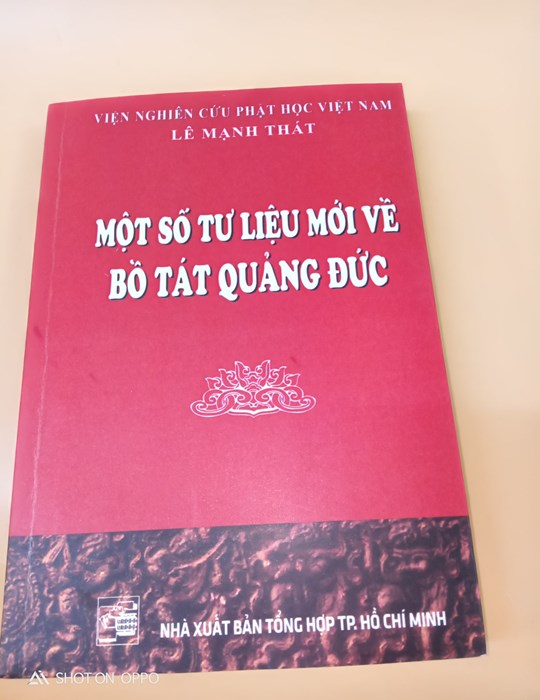 VIỆN NGHIÊN CỨU PHẬT HỌC VIỆT NAM
LÊ MẠNH THÁT
MỘT SỐ TƯ LIỆU MỚI VỀ
BỒ TÁT QUẢNG ĐỨC
NHÀ XUẤT BẢN TỔNG HỢP TP. HỒ CHÍ MINH
SHOT ON OPPO